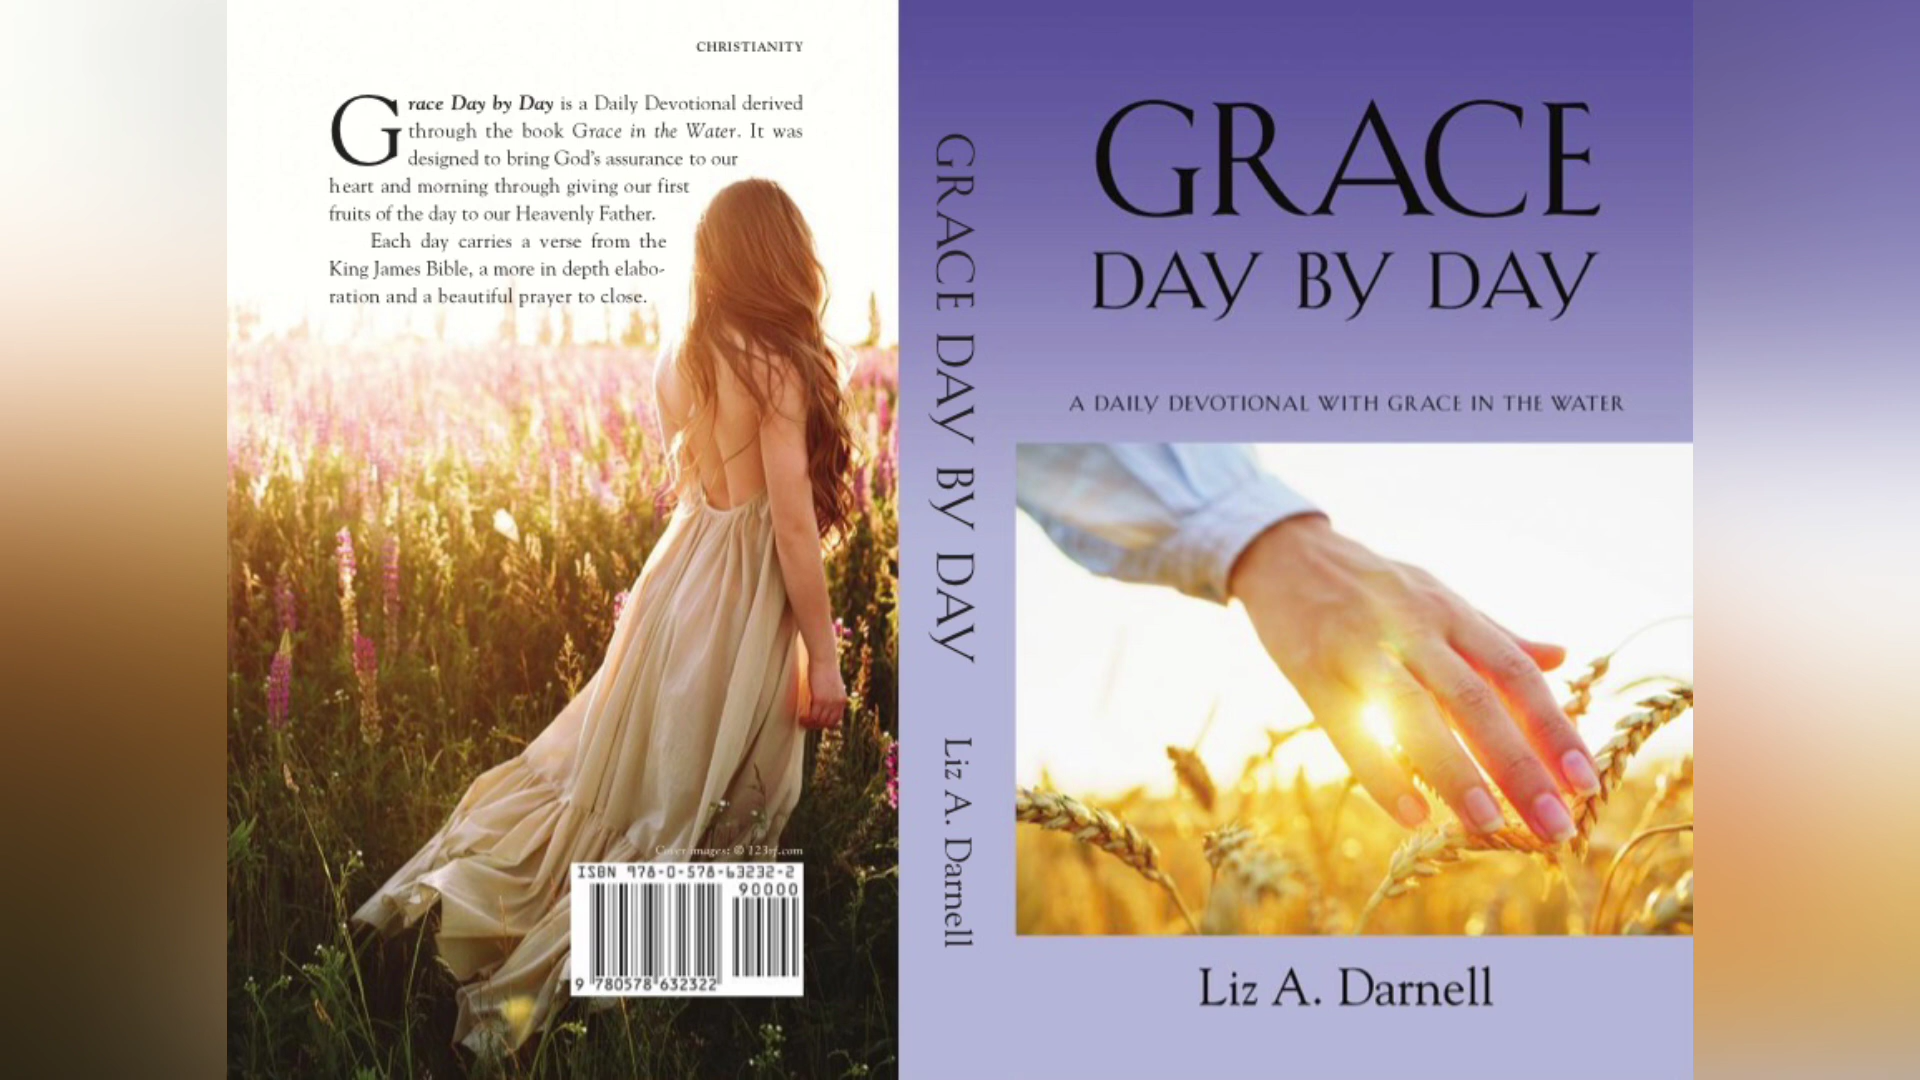 CHRISTIANITY
Grace Day by Day is a Daily Devotional derived
through the book Grace in the Water. It was
designed to bring God's assurance to our
heart and morning through giving our first
fruits of the day to our Heavenly Father.
Each day carries a verse from the
King James Bible, a more in depth elabo-
ration and a beautiful prayer to close.
Cover images: © 123rf.com
ISBN 978-0-578-63232-2
90000
9 780578 632322
GRACE DAY BY DAY Liz A. Darnell
GRACE
DAY BY DAY
A DAILY DEVOTIONAL WITH GRACE IN THE WATER
Liz A. Darnell